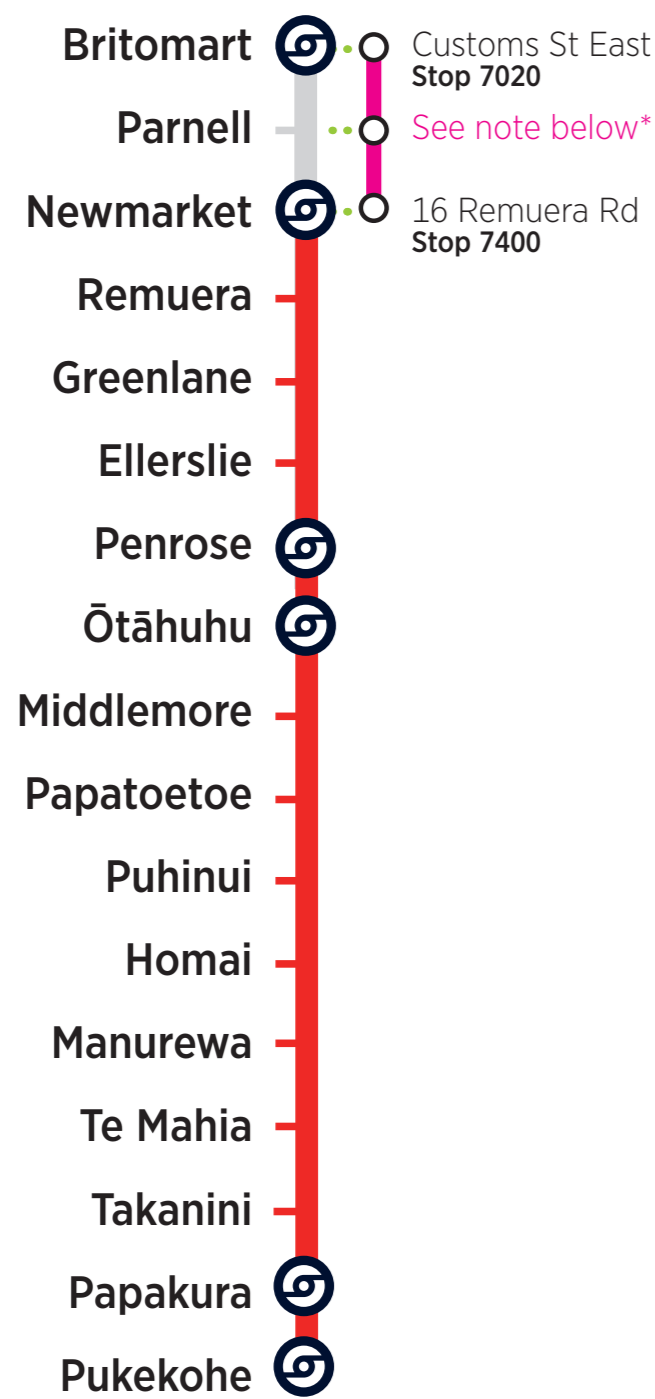 Britomart
Customs St East
Stop 7020
Parnell
See note below*
Newmarket
16 Remuera Rd
Stop 7400
Remuera
Greenlane
Ellerslie
Penrose
Ōtāhuhu
Middlemore
Papatoetoe
Puhinui
Homai
Manurewa
Te Mahia
Takanini
Papakura
Pukekohe